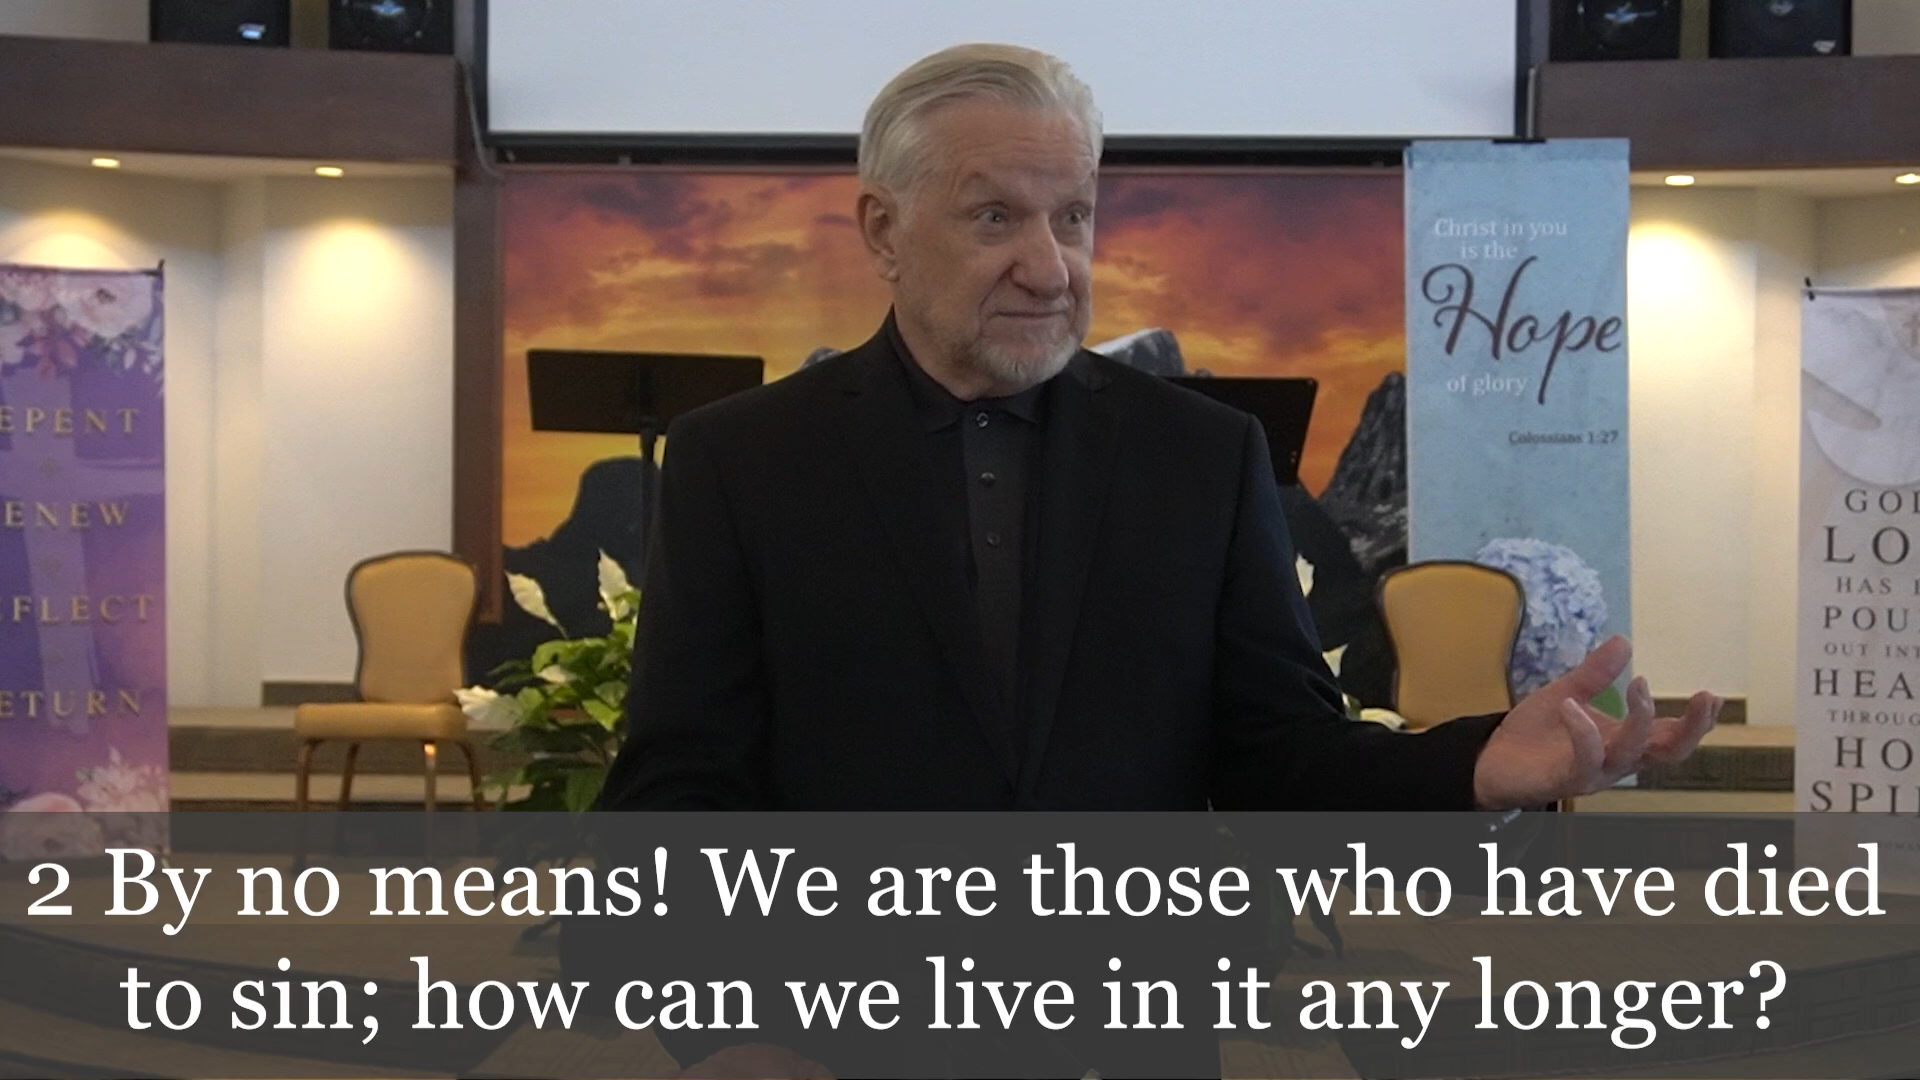 EPENT
ENEW
EFLECT
ETURN
Christ in you
is the
Hope
of glory
Colossians 1:27
GOD
LO
HAS
POU
OUT INT
HEA
THROUG
HO
SPI
2 By no means! We are those who have died
to sin; how can we live in it any longer?